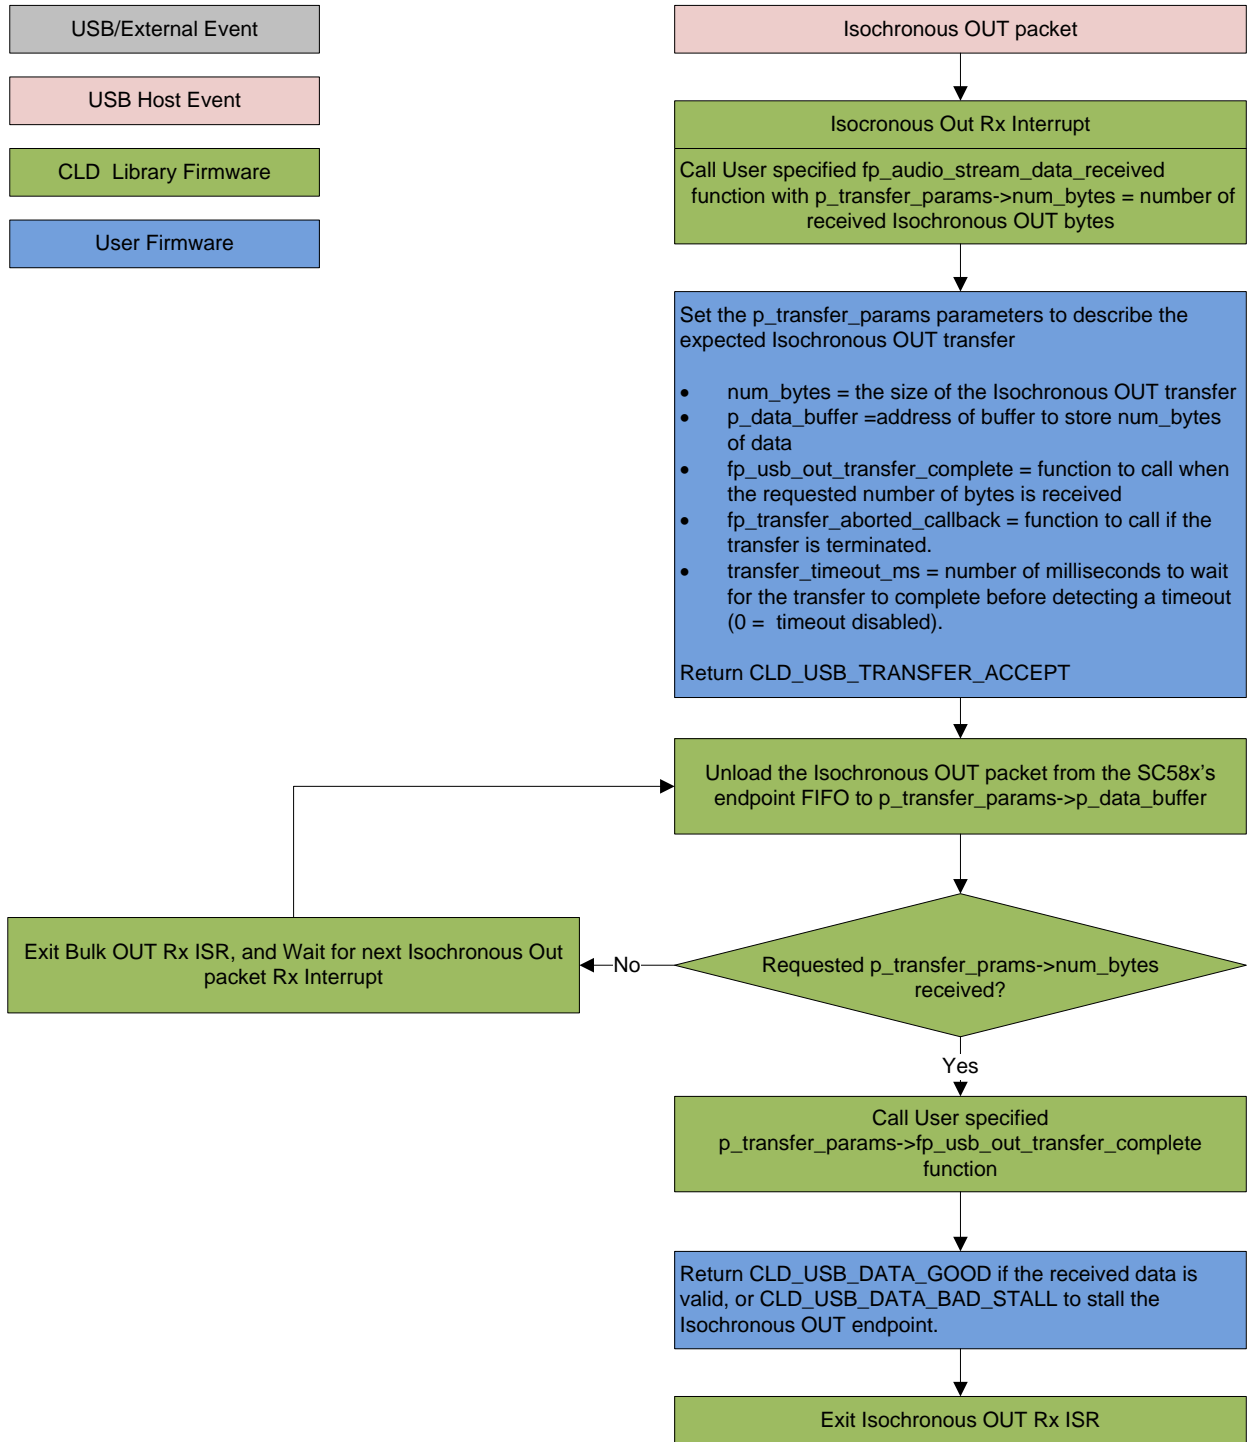 USB/External Event
USB Host Event
CLD  Library Firmware
User Firmware
Isochronous OUT packet
Isocronous Out Rx Interrupt
Call User specified fp_audio_stream_data_received
function with p_transfer_params->num_bytes = number of
received Isochronous OUT bytes
Set the p_transfer_params parameters to describe the
expected Isochronous OUT transfer
• num_bytes = the size of the Isochronous OUT transfer
• p_data_buffer =address of buffer to store num_bytes
of data
• fp_usb_out_transfer_complete = function to call when
the requested number of bytes is received
• fp_transfer_aborted_callback = function to call if the
transfer is terminated.
• transfer_timeout_ms = number of milliseconds to wait
for the transfer to complete before detecting a timeout
(0 =  timeout disabled).
Return CLD_USB_TRANSFER_ACCEPT
Unload the Isochronous OUT packet from the SC58x's
endpoint FIFO to p_transfer_params->p_data_buffer
Exit Bulk OUT Rx ISR, and Wait for next Isochronous Out
packet Rx Interrupt
No
Requested p_transfer_prams->num_bytes
received?
Yes
Call User specified
p_transfer_params->fp_usb_out_transfer_complete
function
Return CLD_USB_DATA_GOOD if the received data is
valid, or CLD_USB_DATA_BAD_STALL to stall the
Isochronous OUT endpoint.
Exit Isochronous OUT Rx ISR